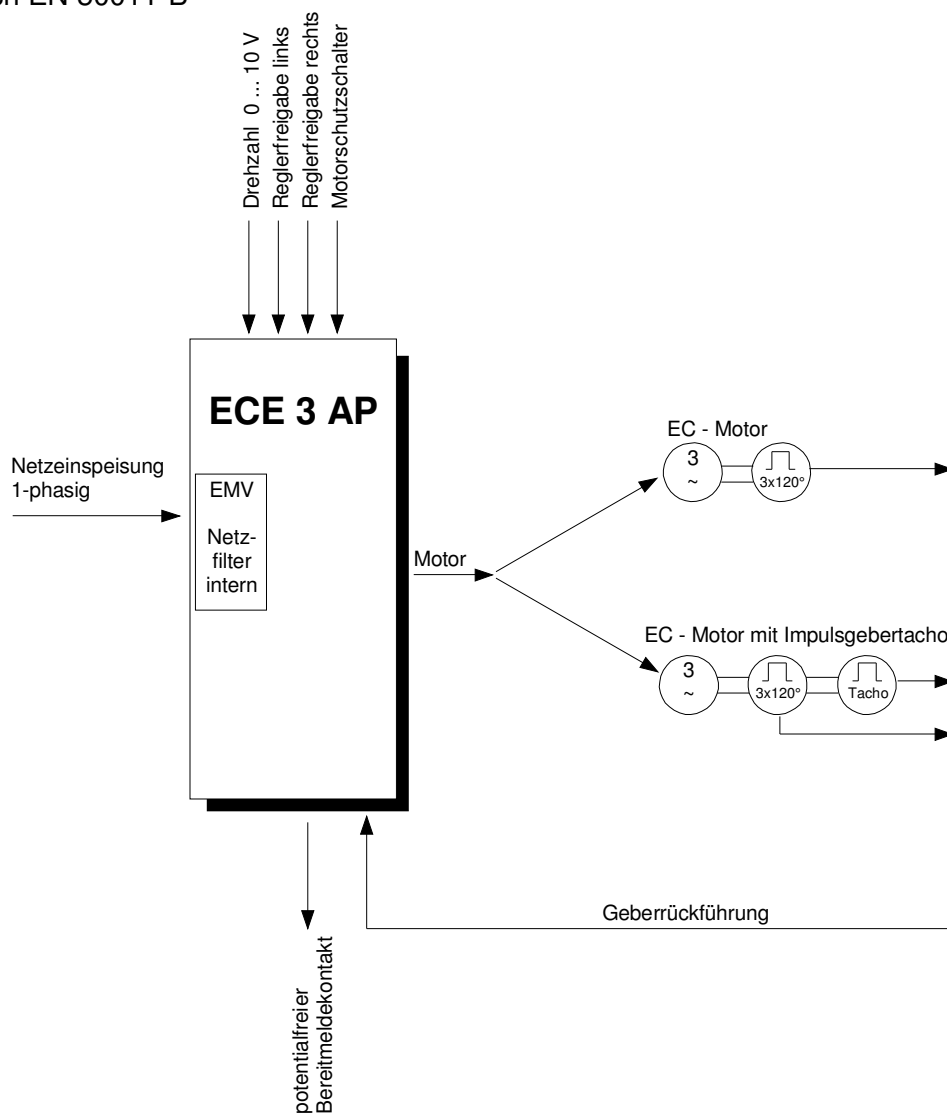 Drehzahl 0 ... 10 V
Reglerfreigabe links
Reglerfreigabe rechts
Motorschutzschalter
ECE 3 AP
Netzeinspeisung
1-phasig
EMV
Netz-
filter
intern
Motor
EC - Motor
3
~
3x120°
EC - Motor mit Impulsgebertacho
3
~
3x120°
Tacho
Geberrückführung
potentialfreier
Bereitmeldekontakt